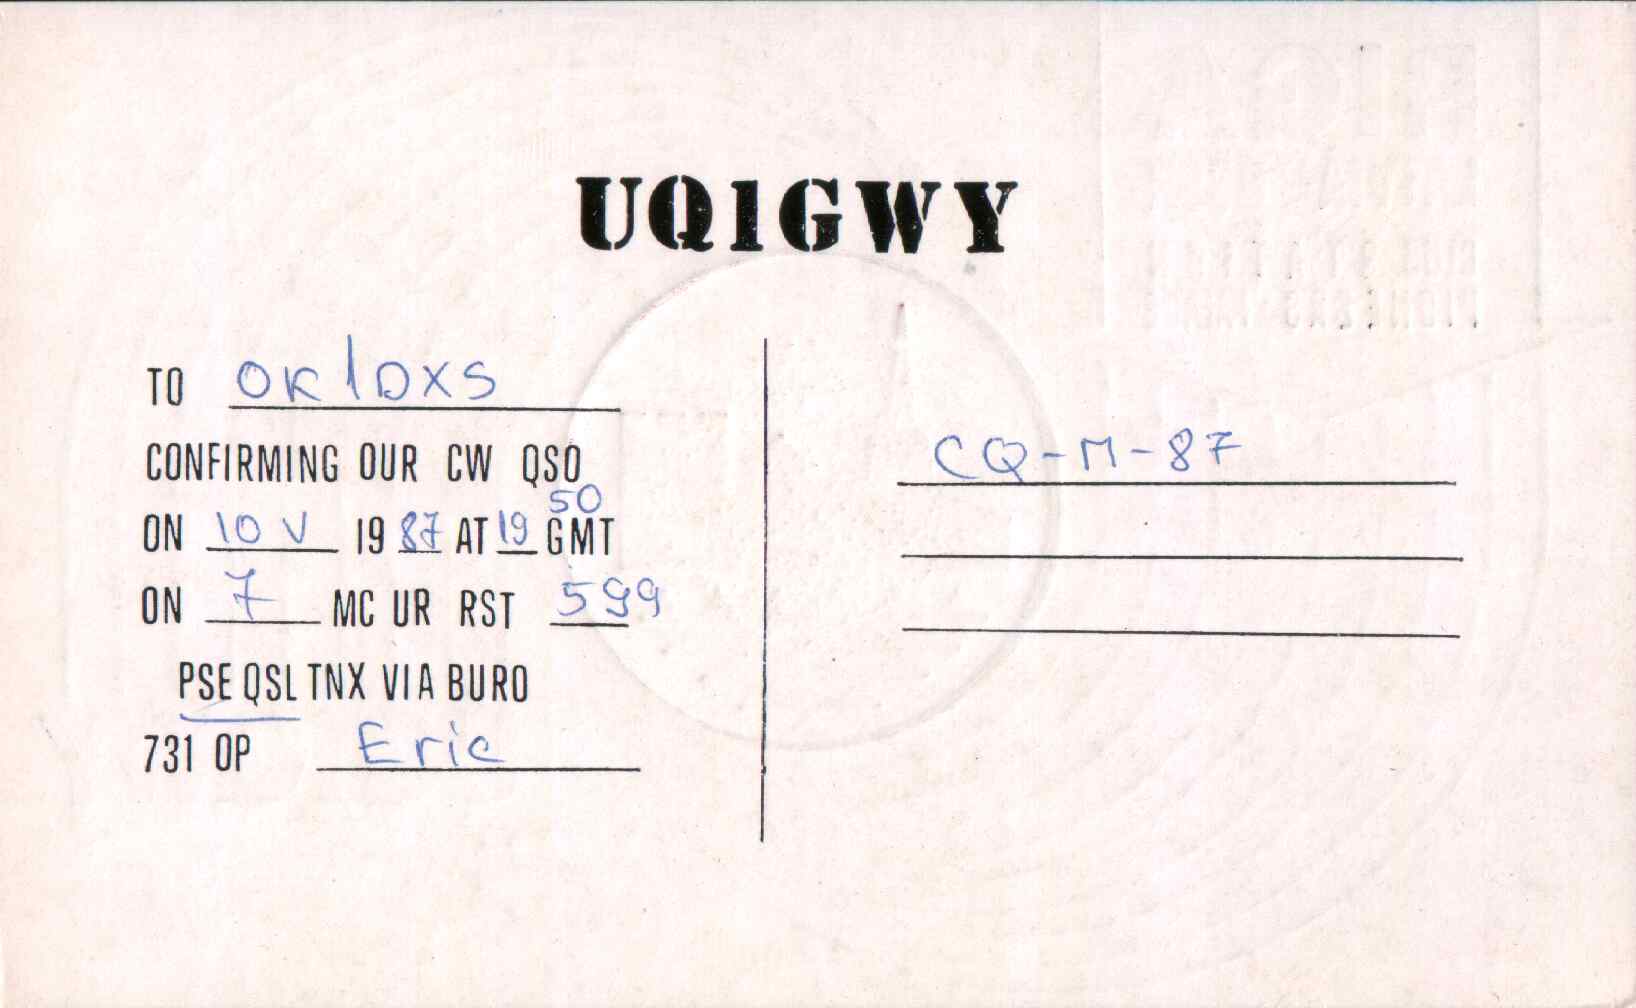 UQ1GWY
TO OK1DXS
CONFIRMING OUR CW QSO
ON 10 V 1987 AT 19 50 GMT
ON 7 MC UR RST 599
PSE QSL TNX VIA BURO
731 OP Eric
CQ-M-87